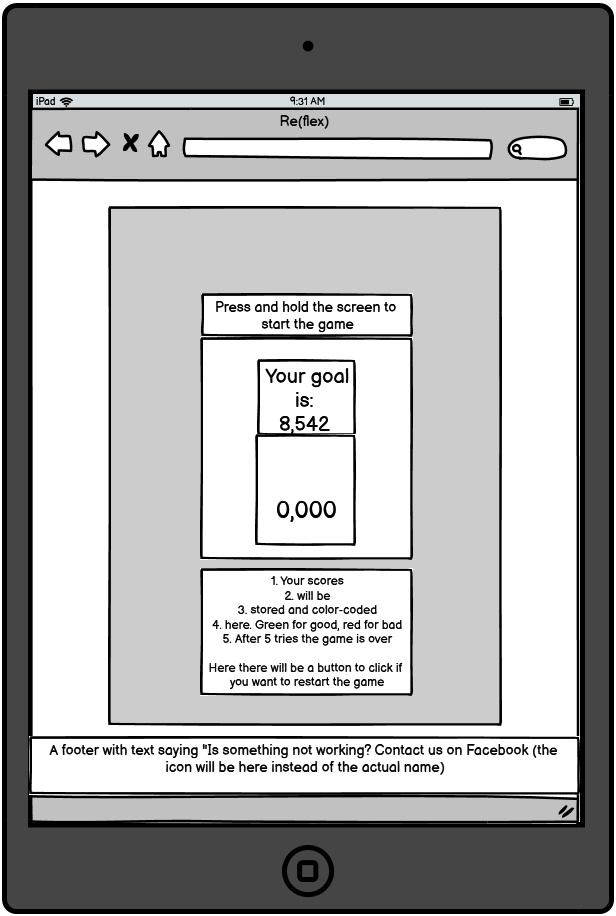 iPad
9:31 AM
Re(flex)
Press and hold the screen to
start the game
Your goal
is:
8,542
0,000
1. Your scores
2. will be
3. stored and color-coded
4. here. Green for good, red for bad
5. After 5 tries the game is over
Here there will be a button to click if
you want to restart the game
A footer with text saying "Is something not working? Contact us on Facebook (the
icon will be here instead of the actual name)